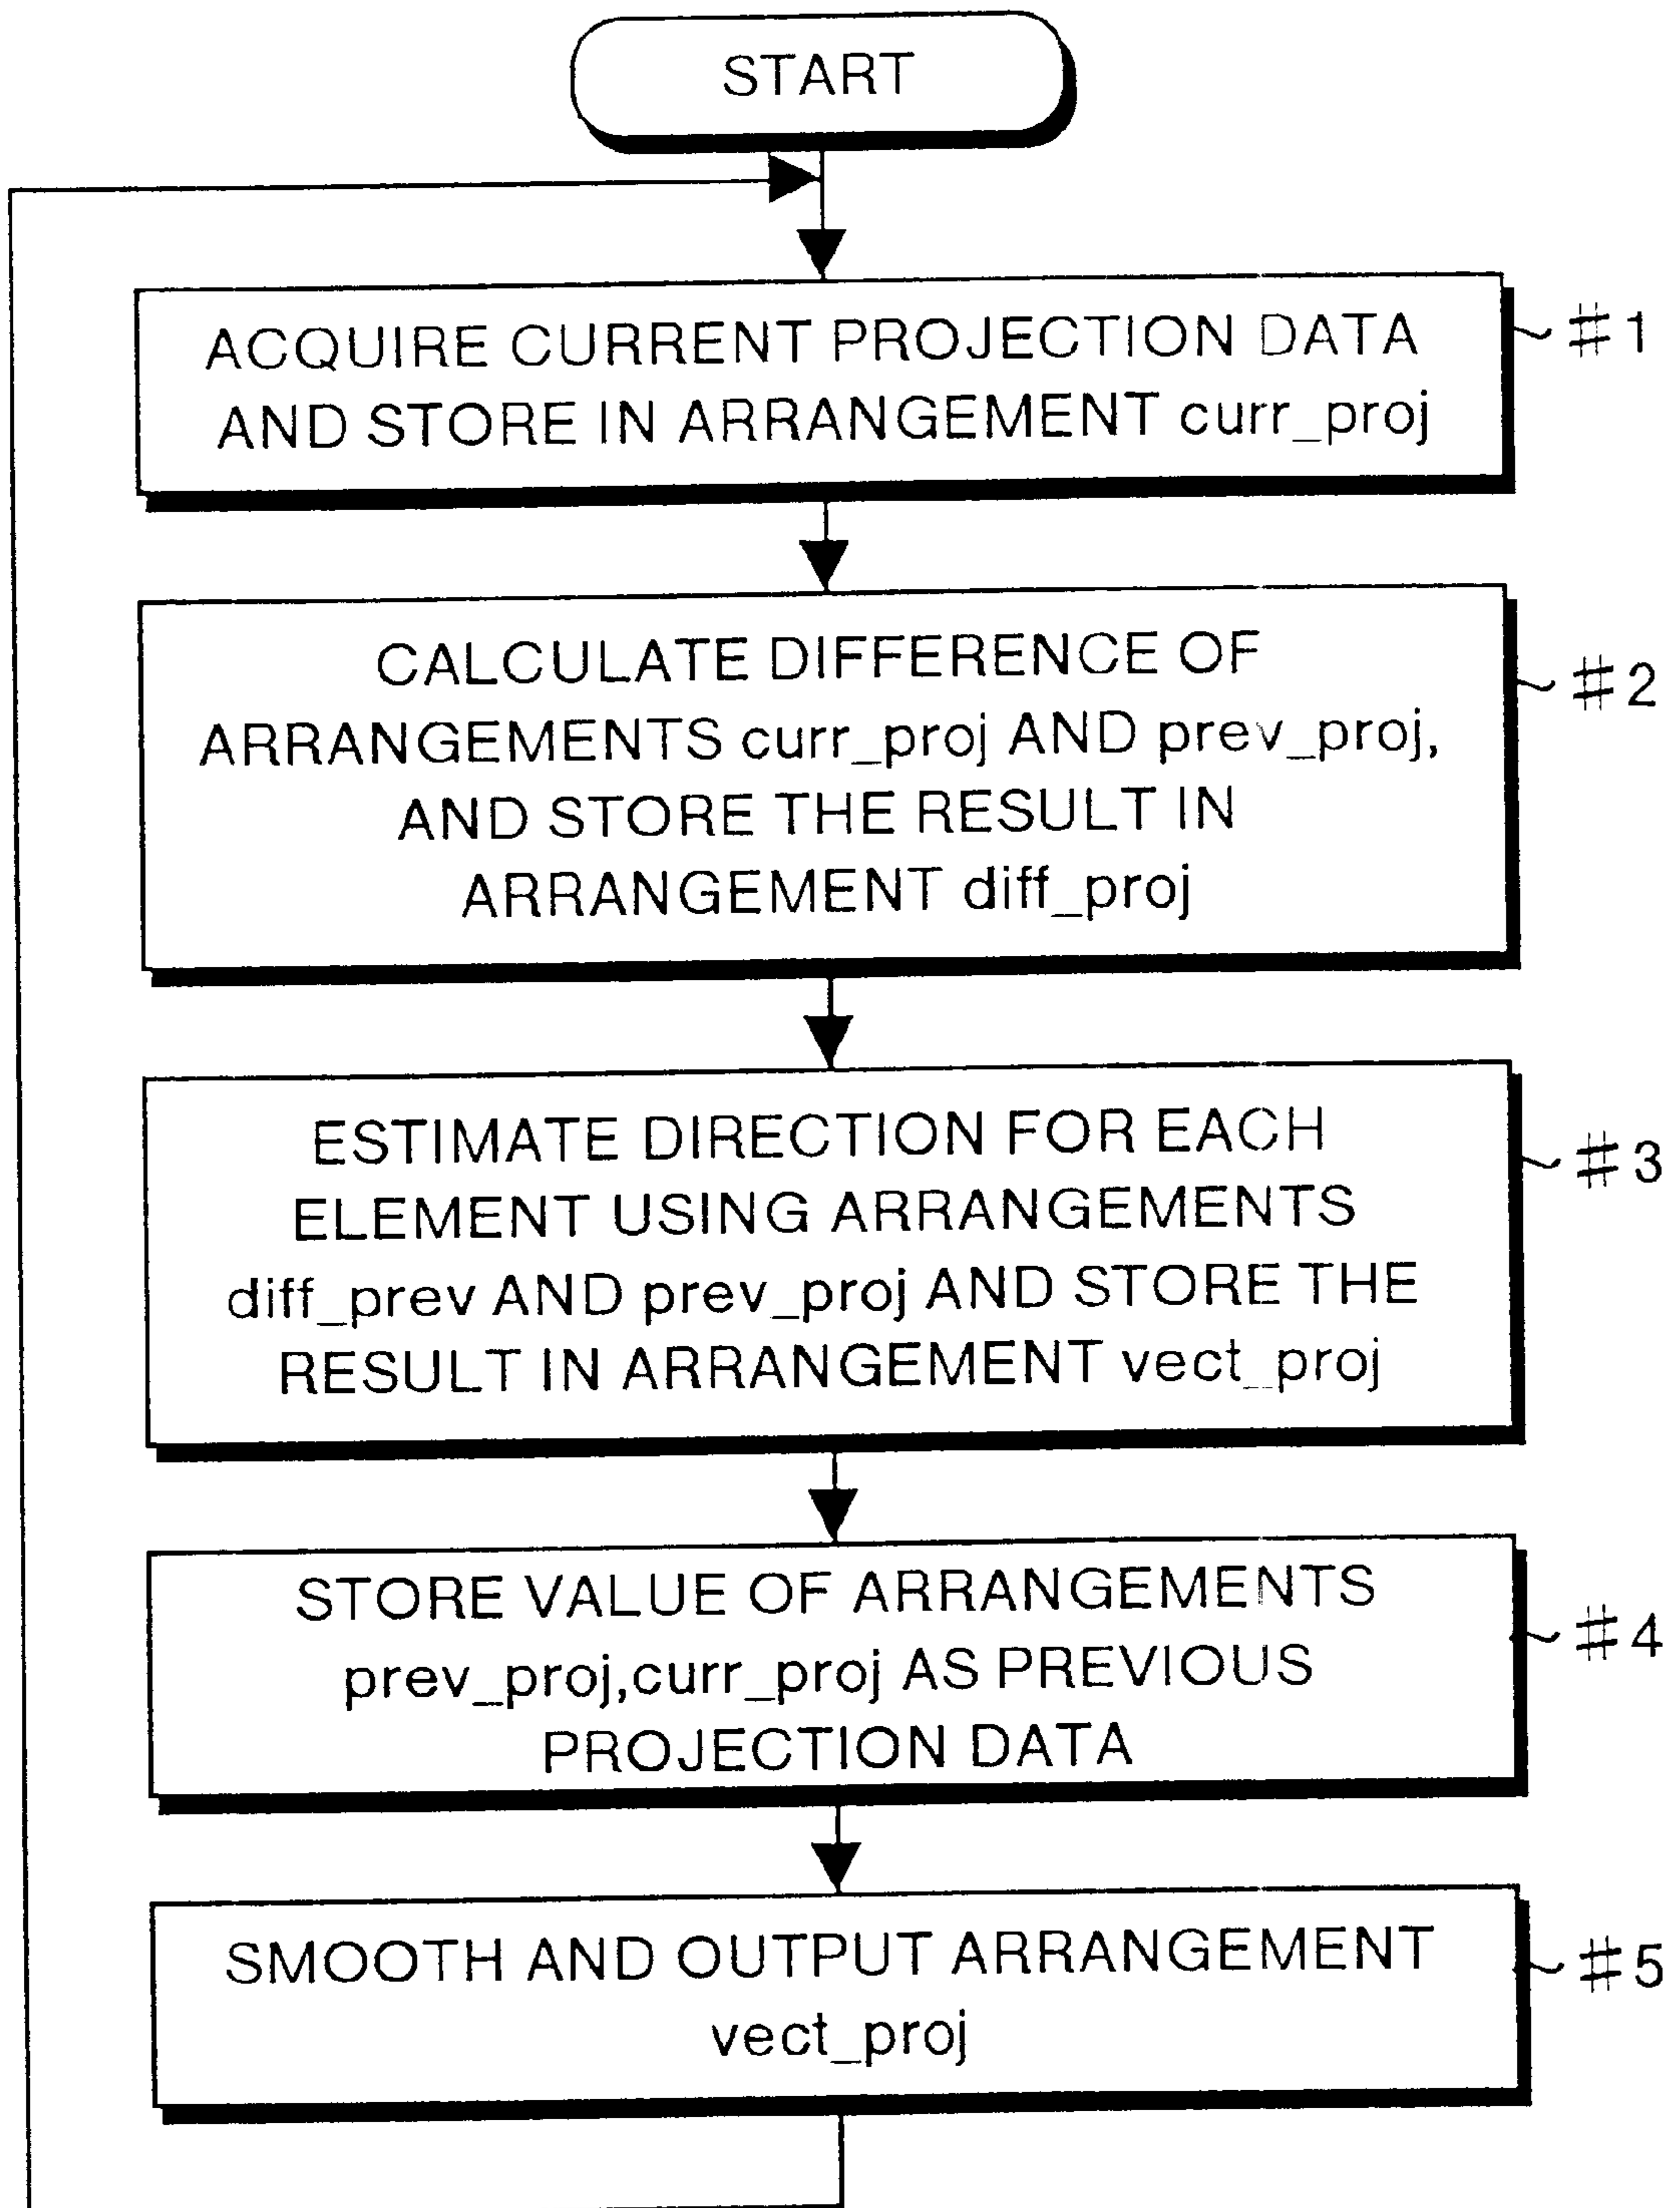 START
ACQUIRE CURRENT PROJECTION DATA
AND STORE IN ARRANGEMENT curr_proj
#1
CALCULATE DIFFERENCE OF
ARRANGEMENTS curr_proj AND prev_proj,
AND STORE THE RESULT IN
ARRANGEMENT diff_proj
#2
ESTIMATE DIRECTION FOR EACH
ELEMENT USING ARRANGEMENTS
diff_prev AND prev_proj AND STORE THE
RESULT IN ARRANGEMENT vect_proj
#3
STORE VALUE OF ARRANGEMENTS
prev_proj,curr_proj AS PREVIOUS
PROJECTION DATA
#4
SMOOTH AND OUTPUT ARRANGEMENT
vect_proj
#5